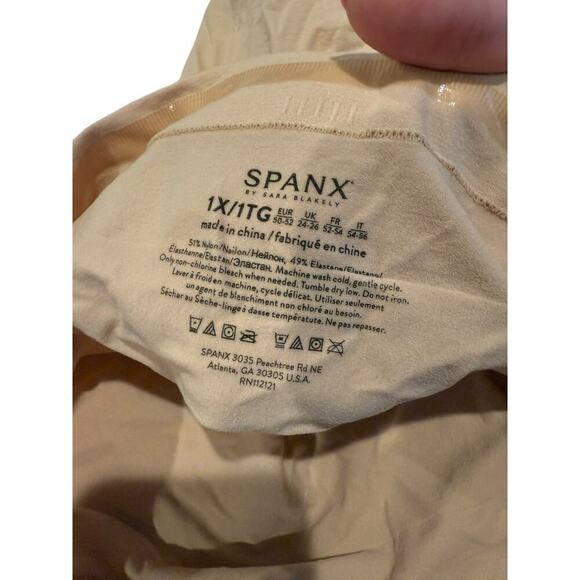 SPANX®
BY SARA BLAKELY
1X/1TG EUR 50-52 UK 24-26 FR 52-54 IT 54-56
made in china / fabriqué en chine
51% Nylon/Nailon/Нейлон, 49% Elastene/Elastano/
Elasthanne/Elastan/Эластан. Machine wash cold, gentle cycle.
Only non-chlorine bleach when needed. Tumble dry low. Do not iron.
Laver à froid en machine, cycle délicat. Utiliser seulement
un agent de blanchiment non chloré au besoin.
Séchar au Sèche-linge à dasse température. Ne pas repasser.
SPANX 3035 Peachtree Rd NE
Atlanta, GA 30305 U.S.A.
RN112121